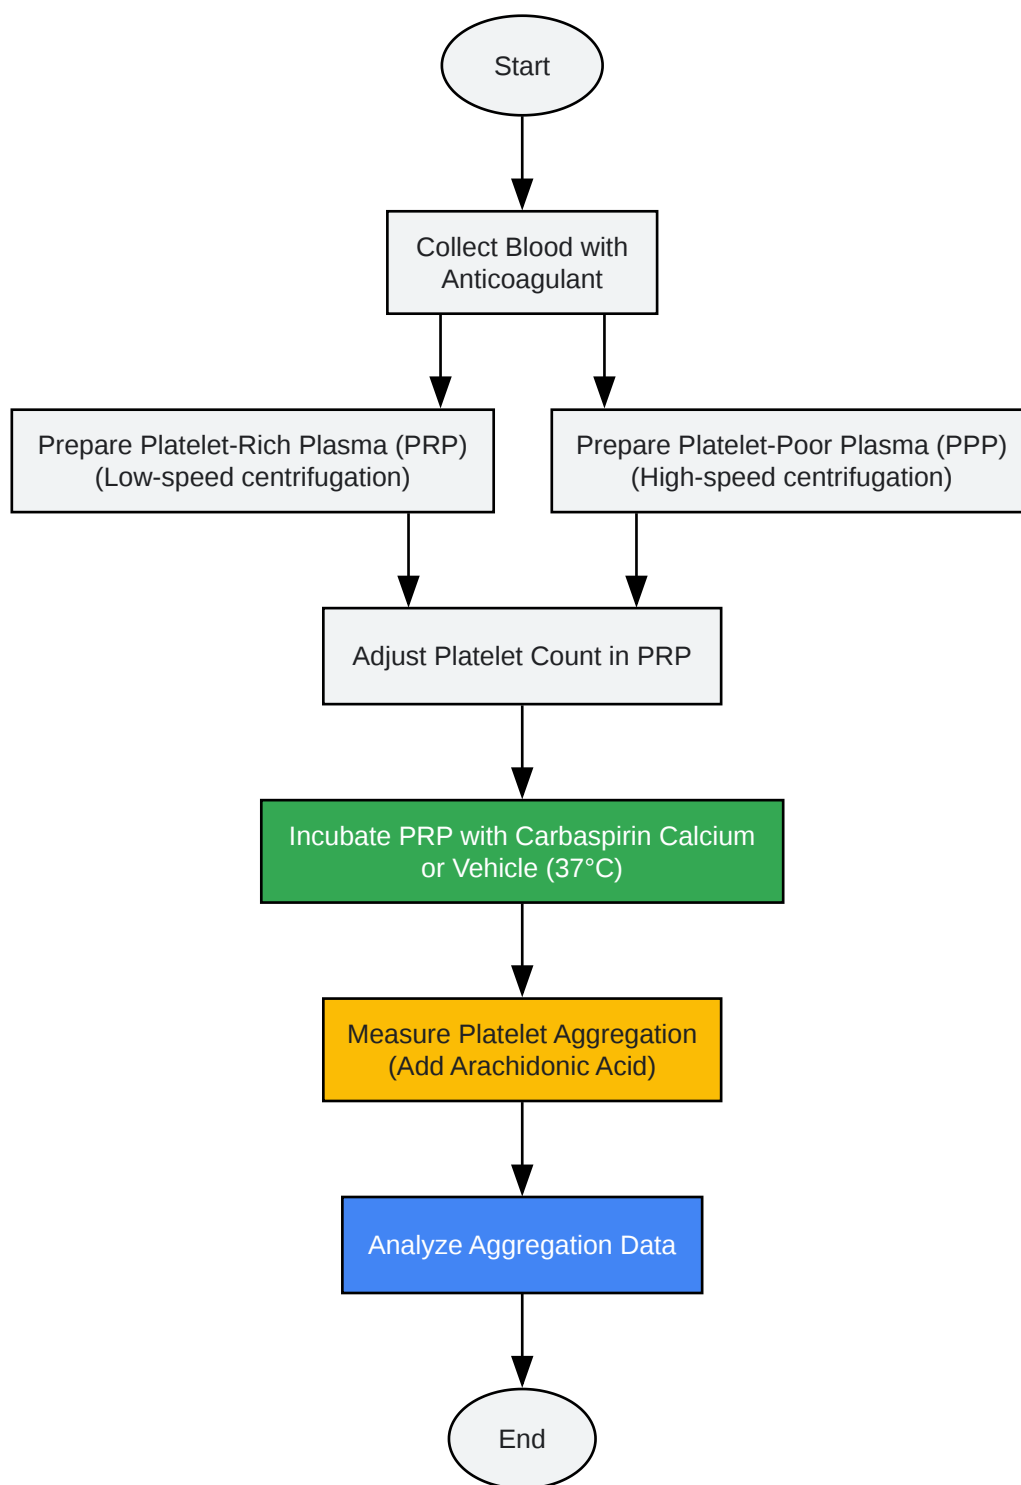 Start
Collect Blood with
Anticoagulant
Prepare Platelet-Rich Plasma (PRP)
(Low-speed centrifugation)
Prepare Platelet-Poor Plasma (PPP)
(High-speed centrifugation)
Adjust Platelet Count in PRP
Incubate PRP with Carbaspirin Calcium
or Vehicle (37°C)
Measure Platelet Aggregation
(Add Arachidonic Acid)
Analyze Aggregation Data
End